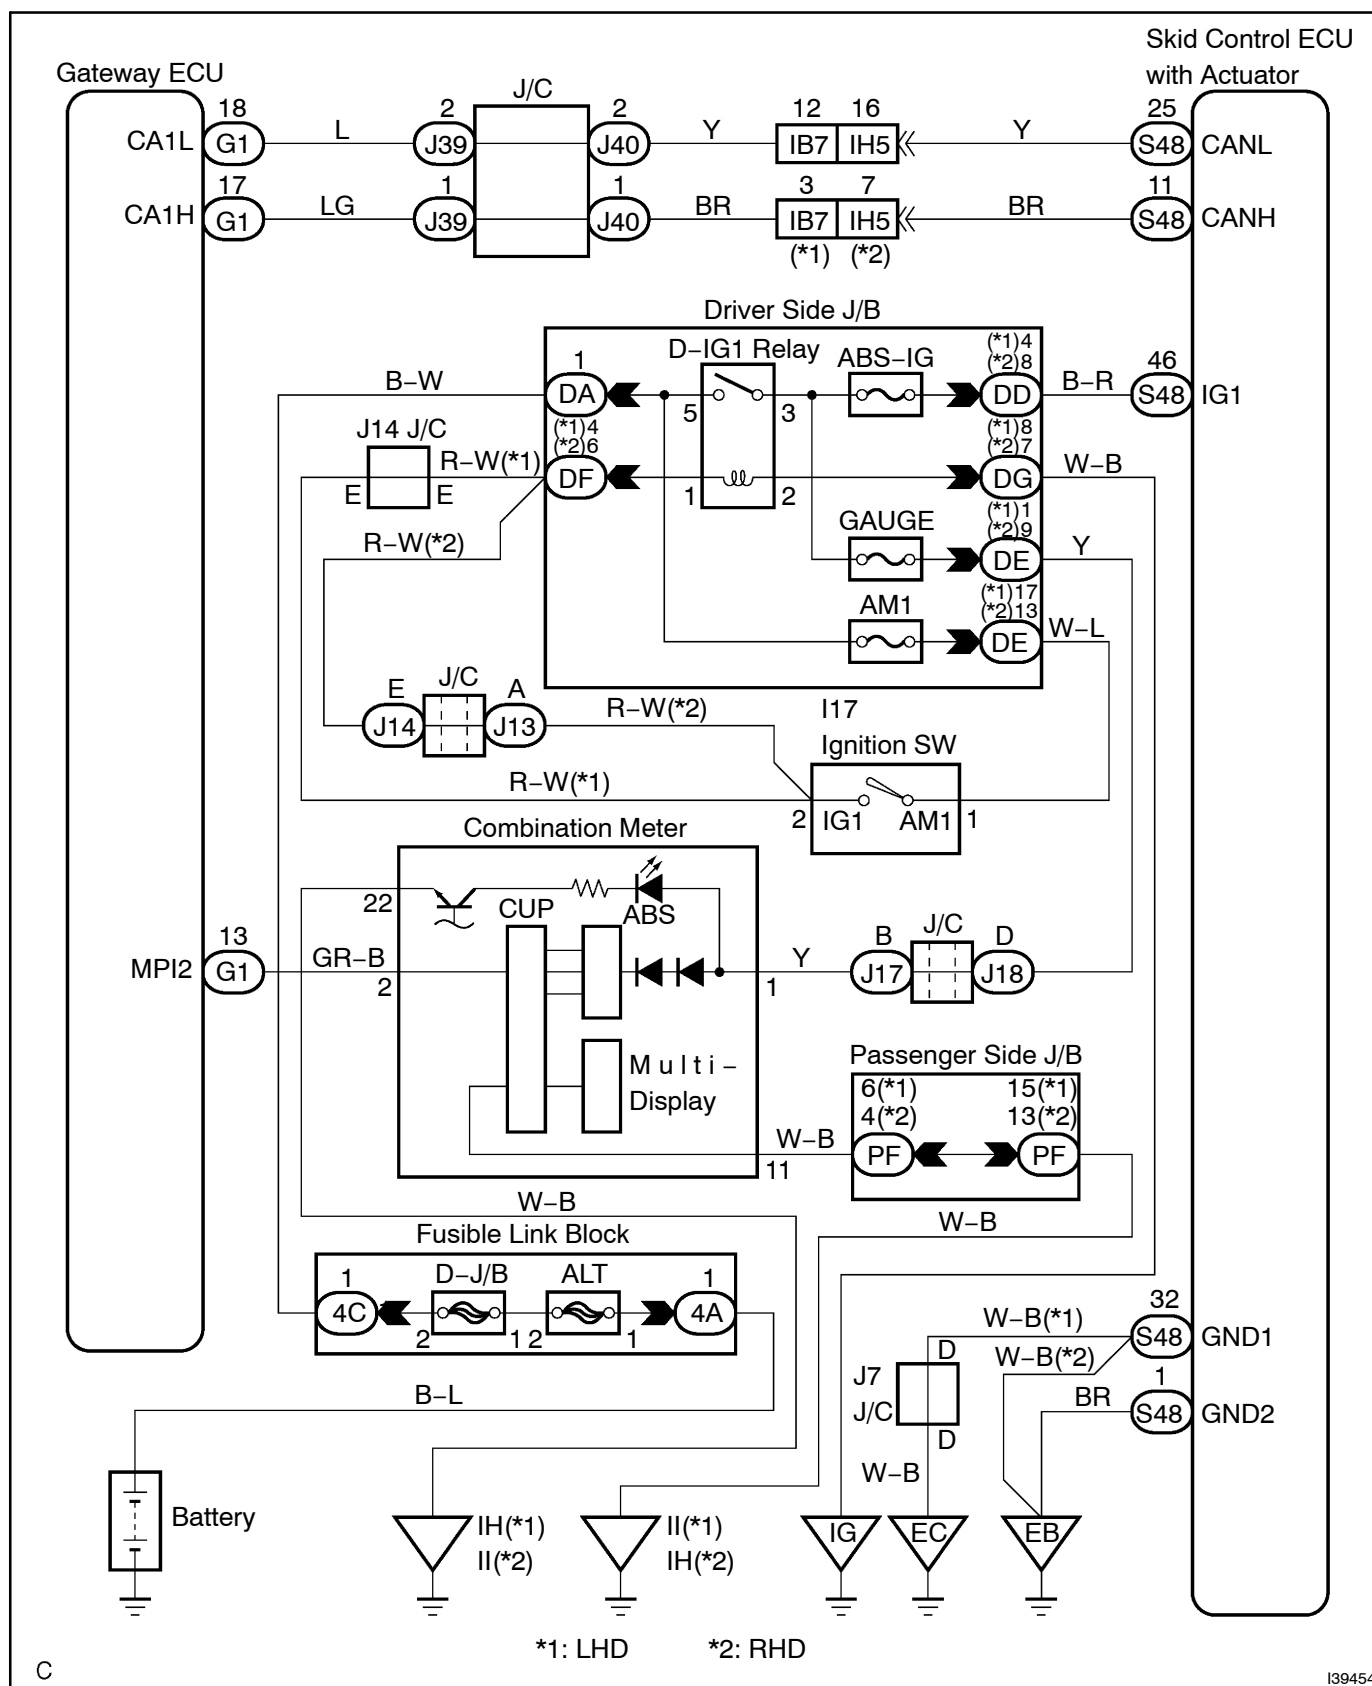 Skid Control ECU
with Actuator
Gateway ECU
J/C
18
2
2
12
16
25
CA1L
G1
L
J39
J40
Y
IB7
IH5
Y
S48
CANL
17
1
1
3
7
11
CA1H
G1
LG
J39
J40
BR
IB7
IH5
BR
S48
CANH
(*1)
(*2)
Driver Side J/B
D-IG1 Relay
ABS-IG
(*1)4
(*2)8
1
46
B-W
DA
5
3
DD
B-R
S48
IG1
J14 J/C
(*1)4
(*2)6
(*1)8
(*2)7
R-W(*1)
DF
1
2
DG
W-B
E
E
GAUGE
(*1)1
(*2)9
R-W(*2)
DE
Y
AM1
(*1)17
(*2)13
DE
W-L
E
J/C
A
J14
J13
R-W(*2)
I17
Ignition SW
R-W(*1)
2
IG1
AM1
1
Combination Meter
22
CUP
ABS
13
B
J/C
D
MPI2
G1
GR-B
2
1
Y
J17
J18
Multi-
Display
Passenger Side J/B
6(*1)
15(*1)
4(*2)
13(*2)
W-B
11
PF
PF
W-B
W-B
Fusible Link Block
1
D-J/B
ALT
1
4C
2
1
2
1
4A
32
W-B(*1)
S48
GND1
W-B(*2)
D
J7
J/C
D
1
BR
S48
GND2
B-L
W-B
Battery
IH(*1)
II(*2)
II(*1)
IH(*2)
IG
EC
EB
*1: LHD
*2: RHD
C
I39454